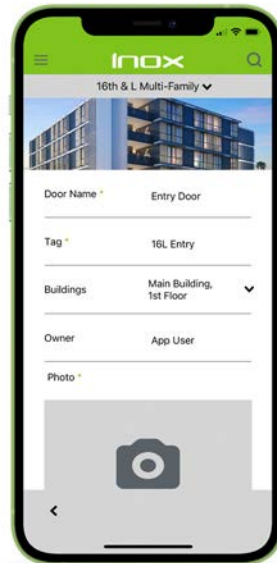 INOX
16th & L Multi-Family
Door Name * Entry Door
Tag * 16L Entry
Buildings Main Building,
1st Floor
Owner App User
Photo *